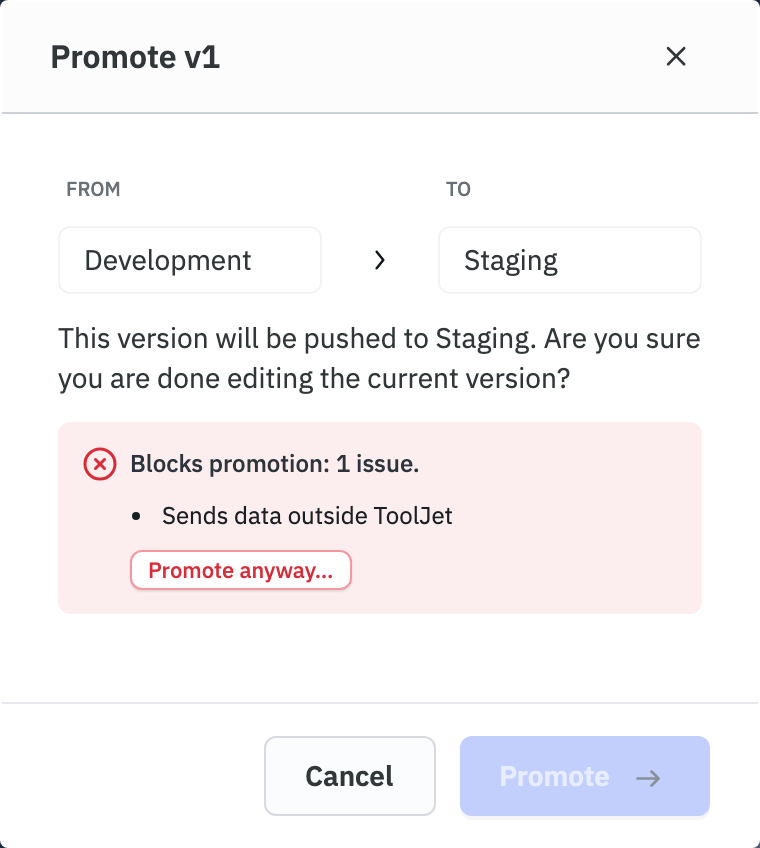 Promote v1
FROM
TO
Development
Staging
This version will be pushed to Staging. Are you sure
you are done editing the current version?
Blocks promotion: 1 issue.
Sends data outside ToolJet
Promote anyway...
Cancel
Promote